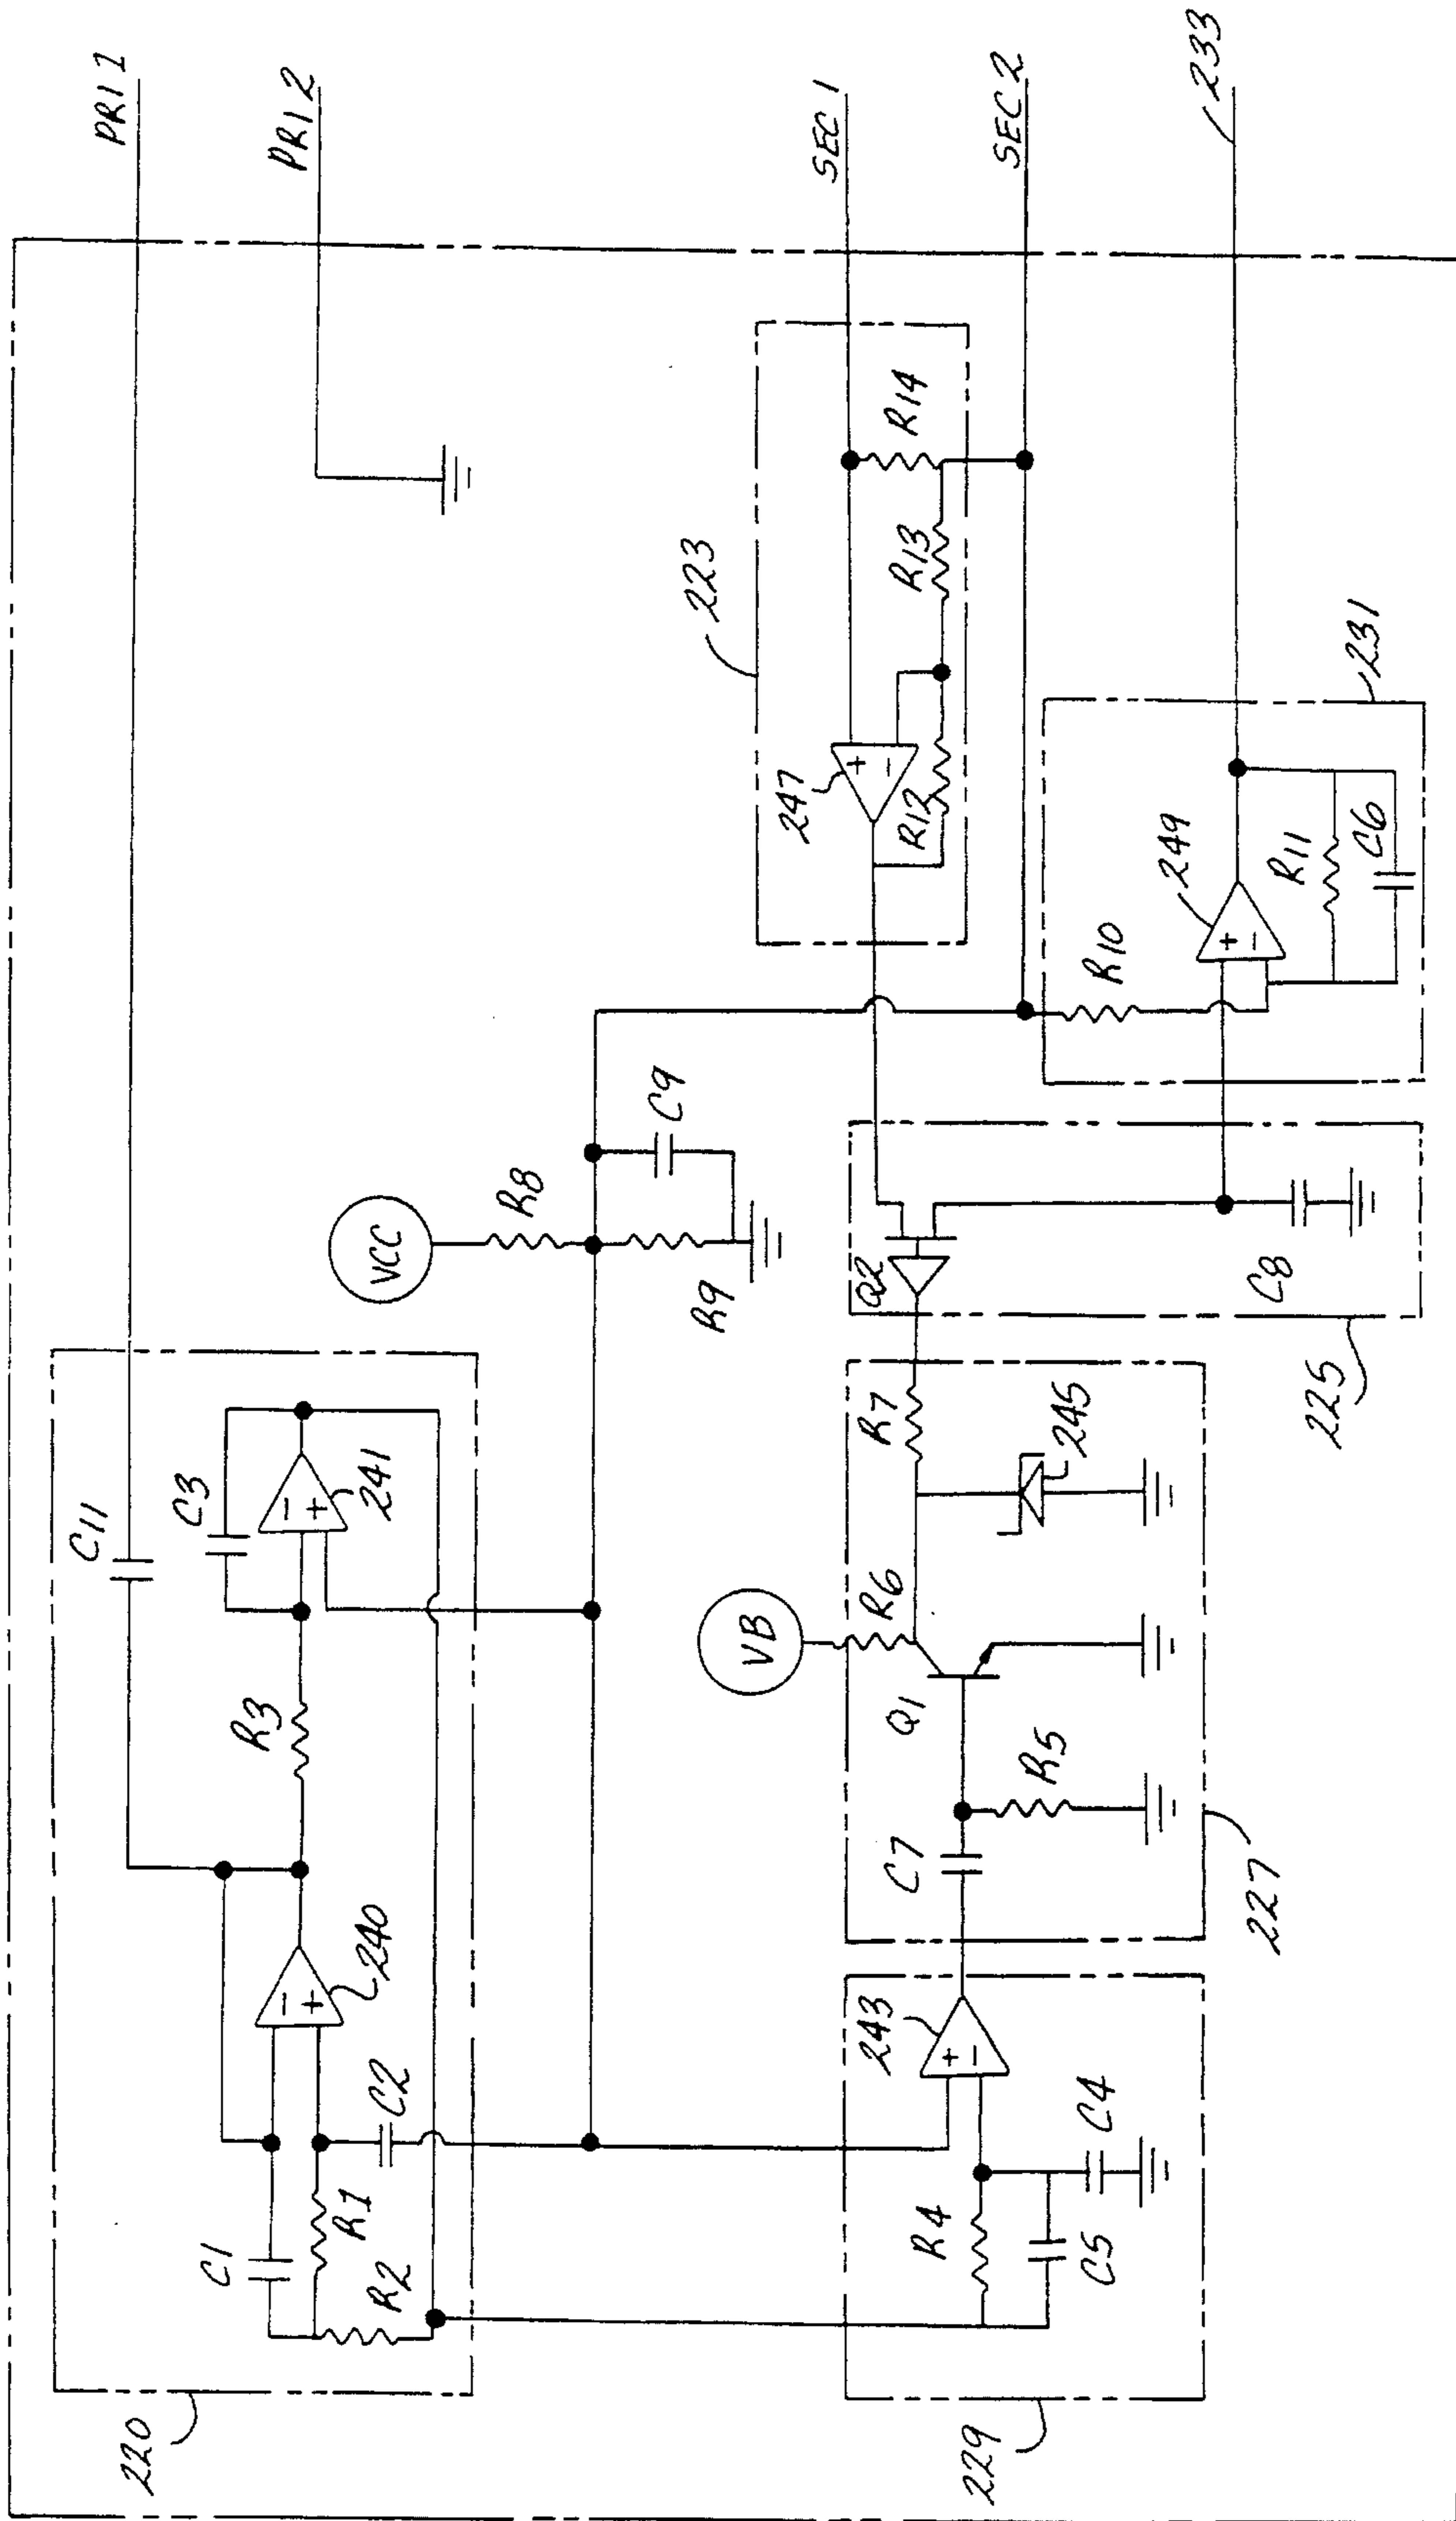 PRI 1
PRI 2
SEC 1
SEC 2
233
C11
C3
241
R3
240
C1
R1
C2
R2
220
VCC
R8
C9
R9
223
R14
R13
247
R12
249
R11
C6
R10
231
Q2
C8
225
VB
R6
R7
245
Q1
R5
C7
227
243
R4
C4
C5
229
+
−
+
−
+
−
+
−
+
−